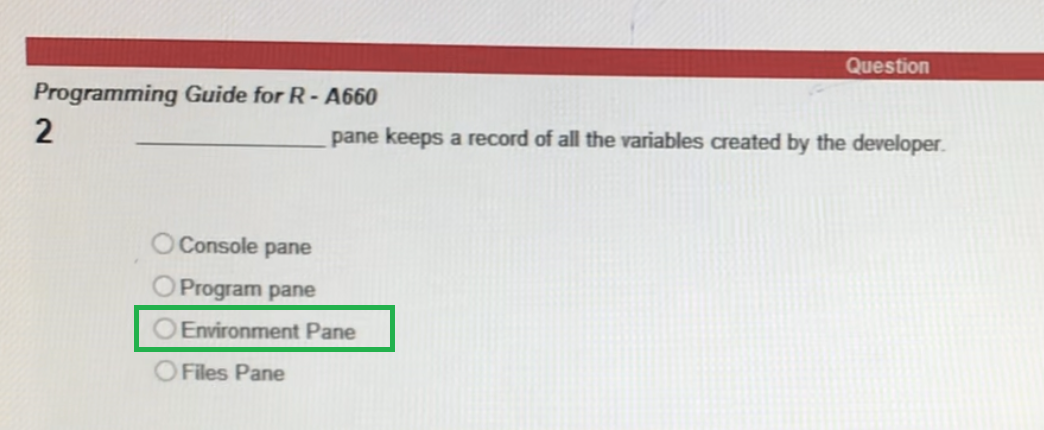 Question
Programming Guide for R - A660
2 ____________ pane keeps a record of all the variables created by the developer.
Console pane
Program pane
Environment Pane
Files Pane